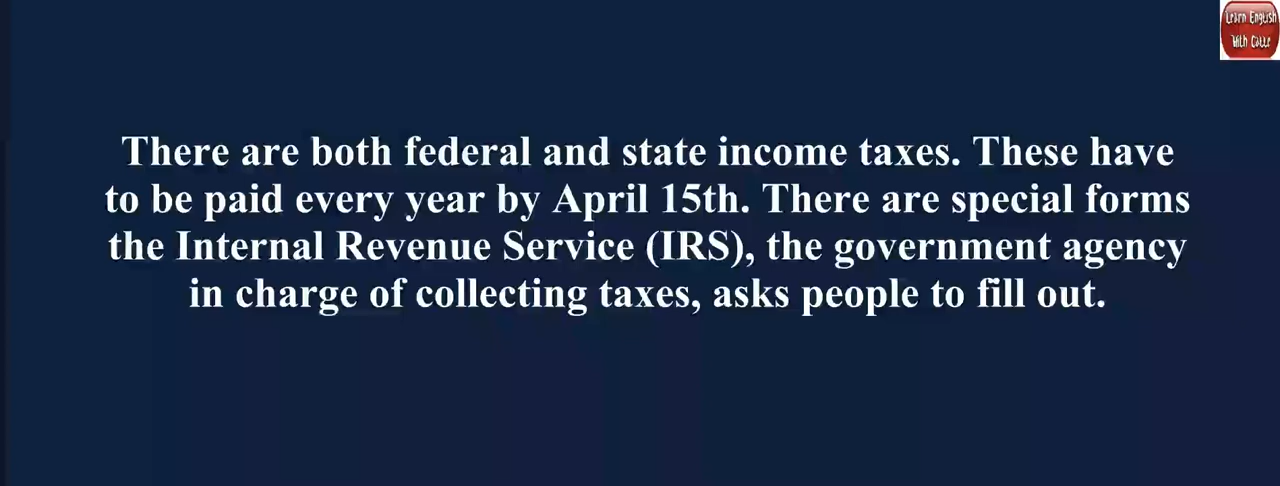 Learn English
With
There are both federal and state income taxes. These have
to be paid every year by April 15th. There are special forms
the Internal Revenue Service (IRS), the government agency
in charge of collecting taxes, asks people to fill out.